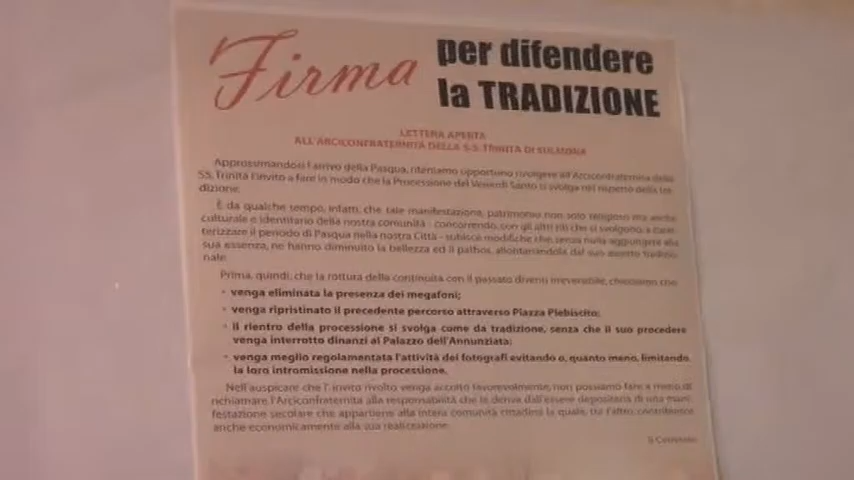 Firma per difendere
la TRADIZIONE
LETTERA APERTA
ALL'ARCICONFRATERNITA DELLA S.S. TRINITA DI SULMONA
Approssimandosi l'arrivo della Pasqua, riteniamo opportuno rivolgere all'Arciconfraternita della
S.S. Trinita l'invito a fare in modo che la Processione del Venerdi Santo si svolga nel rispetto della tra
dizione.
È da qualche tempo, infatti, che tale manifestazione, patrimonio non solo religioso ma anche
culturale e identitario della nostra comunità - concorrendo, con gli altri riti che si svolgono, a carat
terizzare il periodo di Pasqua nella nostra Città - subisce modifiche che, senza nulla aggiungere alla
sua essenza, ne hanno diminuito la bellezza ed il pathos, allontanandola dal suo assetto tradizio
nale.
Prima, quindi, che la rottura della continuità con il passato diventi irreversibile, chiediamo che
• venga eliminata la presenza dei megafoni;
• venga ripristinato il precedente percorso attraverso Piazza Plebiscito;
• il rientro della processione si svolga come da tradizione, senza che il suo procedere
venga interrotto dinanzi al Palazzo dell'Annunziata;
• venga meglio regolamentata l'attività dei fotografi evitando o, quanto meno, limitando
la loro intromissione nella processione.
Nell'auspicare che l'invito rivolto venga accolto favorevolmente, non possiamo fare a meno di
richiamare l'Arciconfraternita alla responsabilità che le deriva dall'essere depositaria di una mani
festazione secolare che appartiene alla intera comunità cittadina la quale, tra l'altro, contribuisce
anche economicamente alla sua realizzazione.
Il Comitato